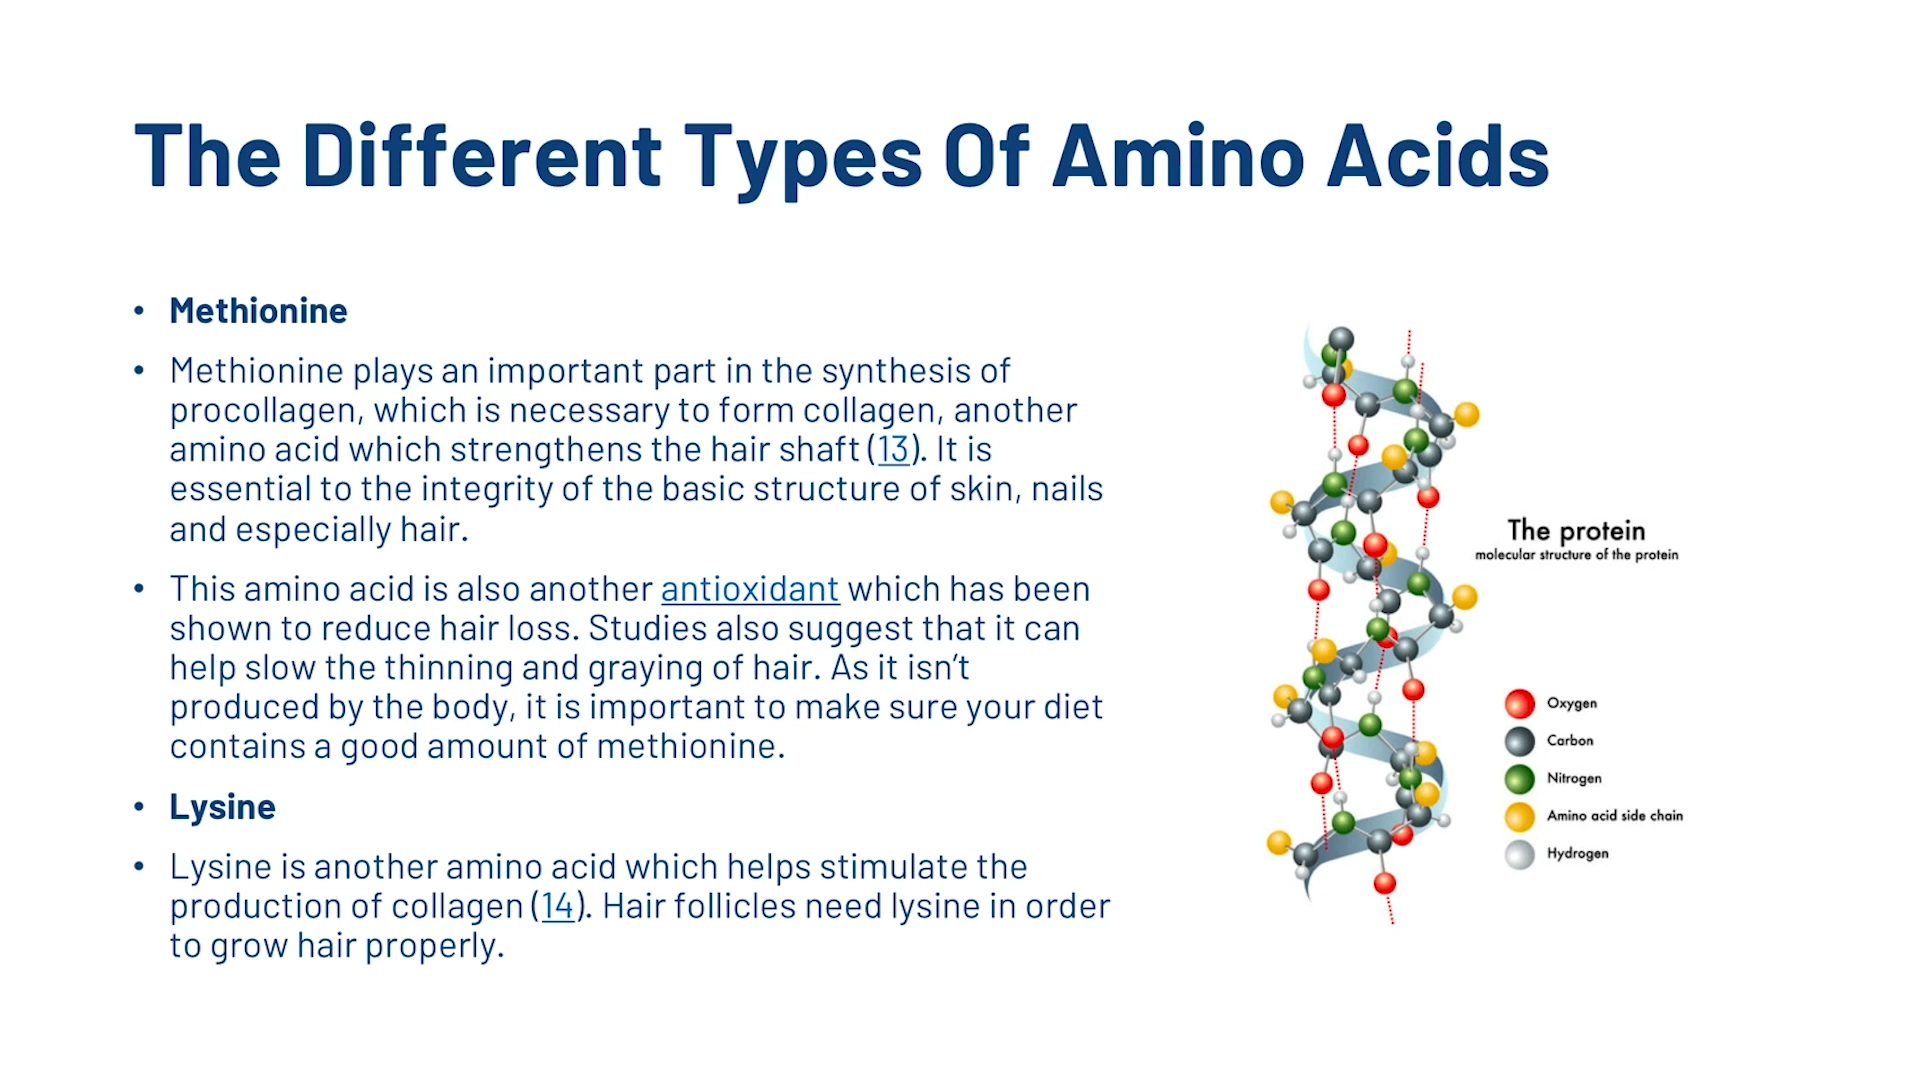 The Different Types Of Amino Acids
• Methionine
• Methionine plays an important part in the synthesis of
procollagen, which is necessary to form collagen, another
amino acid which strengthens the hair shaft (13). It is
essential to the integrity of the basic structure of skin, nails
and especially hair.
• This amino acid is also another antioxidant which has been
shown to reduce hair loss. Studies also suggest that it can
help slow the thinning and graying of hair. As it isn’t
produced by the body, it is important to make sure your diet
contains a good amount of methionine.
• Lysine
• Lysine is another amino acid which helps stimulate the
production of collagen (14). Hair follicles need lysine in order
to grow hair properly.
The protein
molecular structure of the protein
Oxygen
Carbon
Nitrogen
Amino acid side chain
Hydrogen